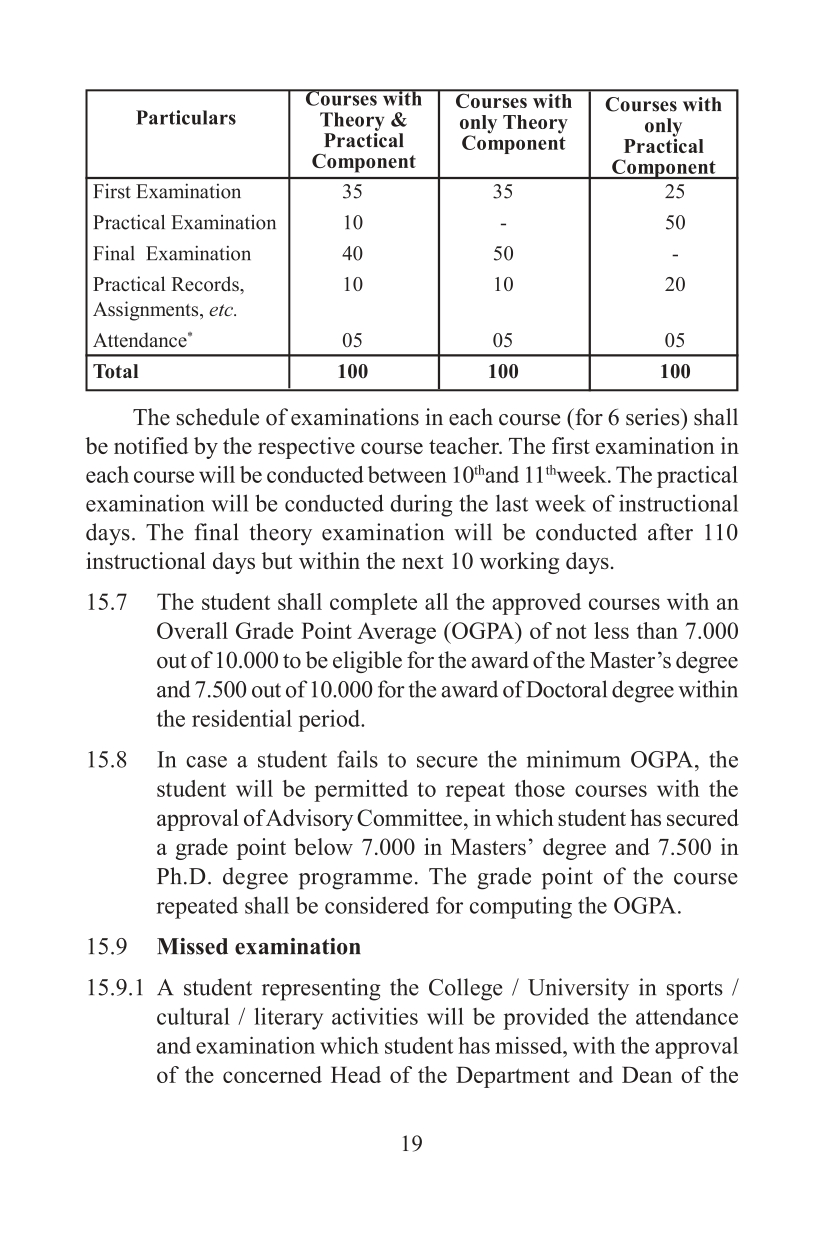 Particulars Courses with Theory & Practical Component Courses with only Theory Component Courses with only Practical Component
First Examination 35 35 25
Practical Examination 10 - 50
Final Examination 40 50 -
Practical Records, 10 10 20
Assignments, etc.
Attendance* 05 05 05
Total 100 100 100
The schedule of examinations in each course (for 6 series) shall
be notified by the respective course teacher. The first examination in
each course will be conducted between 10thand 11thweek. The practical
examination will be conducted during the last week of instructional
days. The final theory examination will be conducted after 110
instructional days but within the next 10 working days.
15.7 The student shall complete all the approved courses with an
Overall Grade Point Average (OGPA) of not less than 7.000
out of 10.000 to be eligible for the award of the Master’s degree
and 7.500 out of 10.000 for the award of Doctoral degree within
the residential period.
15.8 In case a student fails to secure the minimum OGPA, the
student will be permitted to repeat those courses with the
approval of Advisory Committee, in which student has secured
a grade point below 7.000 in Masters’ degree and 7.500 in
Ph.D. degree programme. The grade point of the course
repeated shall be considered for computing the OGPA.
15.9 Missed examination
15.9.1 A student representing the College / University in sports /
cultural / literary activities will be provided the attendance
and examination which student has missed, with the approval
of the concerned Head of the Department and Dean of the
19